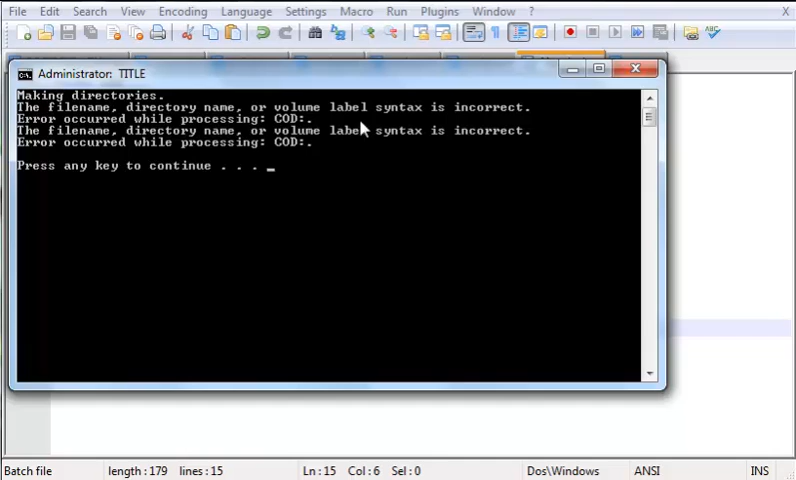 File Edit Search View Encoding Language Settings Macro Run Plugins Window ? X
Administrator: TITLE
Making directories.
The filename, directory name, or volume label syntax is incorrect.
Error occurred while processing: COD:.
The filename, directory name, or volume label syntax is incorrect.
Error occurred while processing: COD:.
Press any key to continue . . . _
Batch file length : 179 lines : 15 Ln : 15 Col : 6 Sel : 0 Dos\Windows ANSI INS